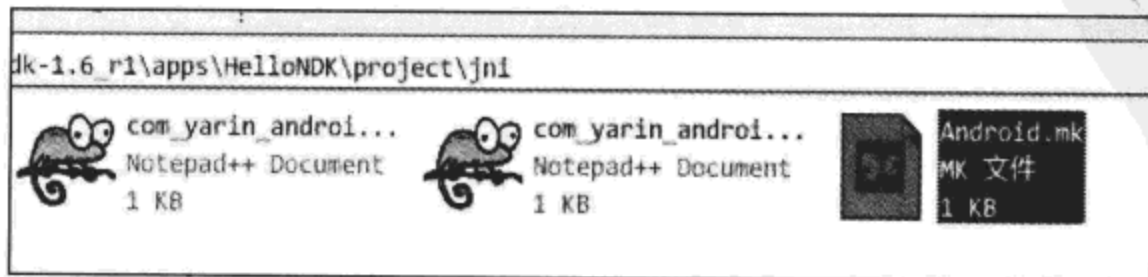 dk-1.6_r1\apps\HelloNDK\project\jni
com_yarin_androi...
Notepad++ Document
1 KB
com_yarin_androi...
Notepad++ Document
1 KB
Android.mk
MK 文件
1 KB